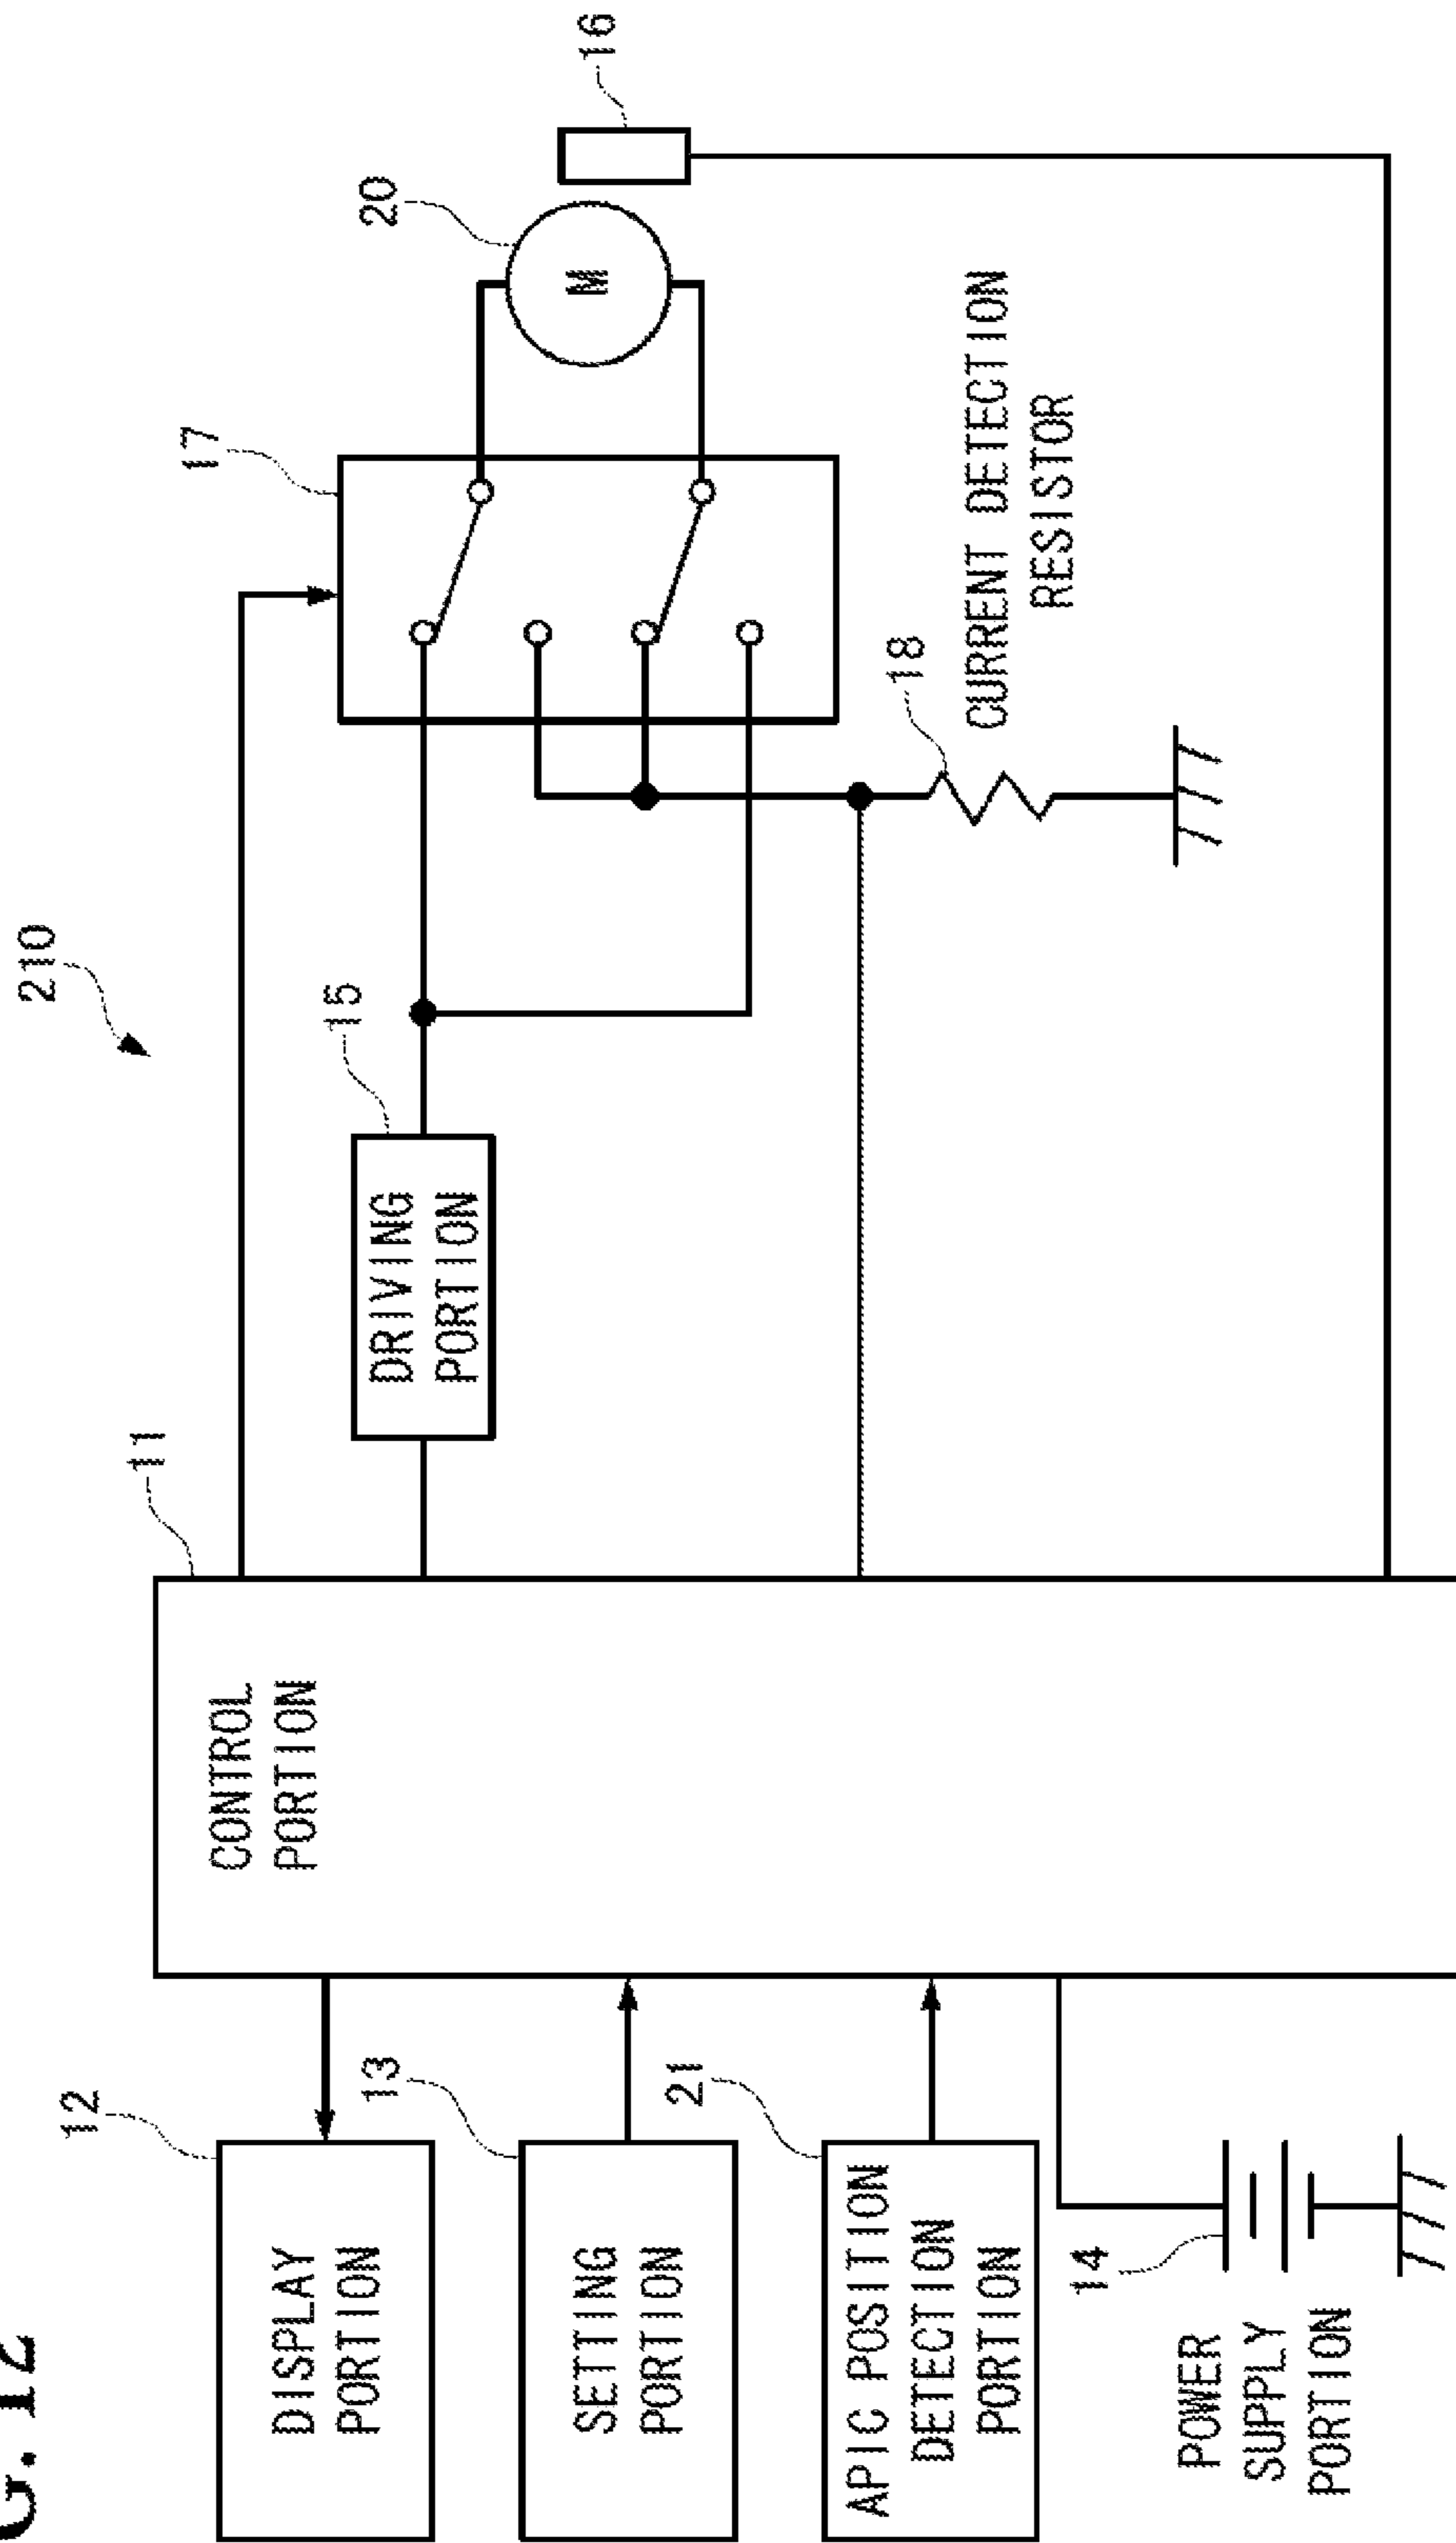 G. 12
210
12
DISPLAY
PORTION
13
SETTING
PORTION
21
APIC POSITION
DETECTION
PORTION
14
POWER
SUPPLY
PORTION
11
CONTROL
PORTION
15
DRIVING
PORTION
17
20
M
16
18
CURRENT DETECTION
RESISTOR